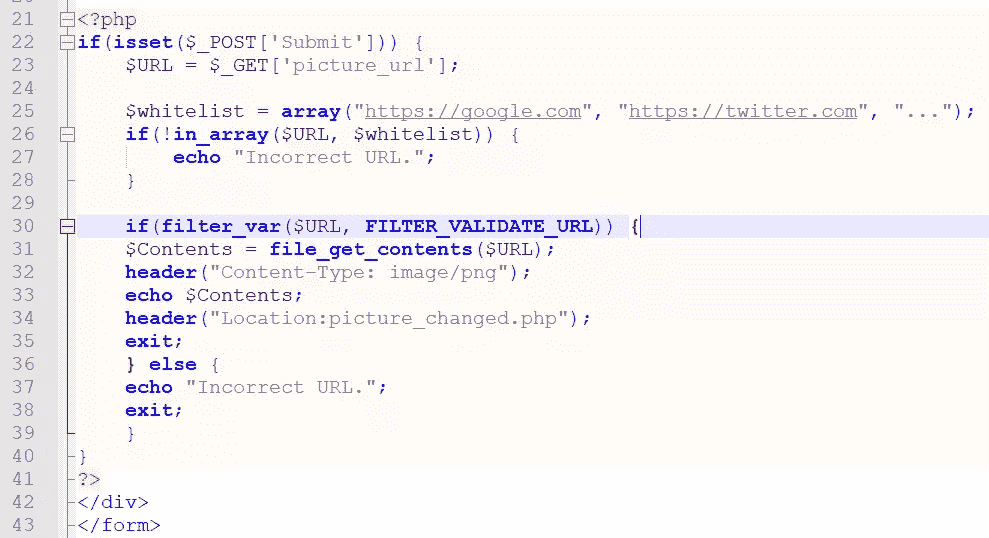 21 <?php
22 if(isset($_POST['Submit'])) {
23 $URL = $_GET['picture_url'];
24
25 $whitelist = array("https://google.com", "https://twitter.com", "...");
26 if(!in_array($URL, $whitelist)) {
27 echo "Incorrect URL.";
28 }
29
30 if(filter_var($URL, FILTER_VALIDATE_URL)) {
31 $Contents = file_get_contents($URL);
32 header("Content-Type: image/png");
33 echo $Contents;
34 header("Location:picture_changed.php");
35 exit;
36 } else {
37 echo "Incorrect URL.";
38 exit;
39 }
40 }
41 ?>
42 </div>
43 </form>